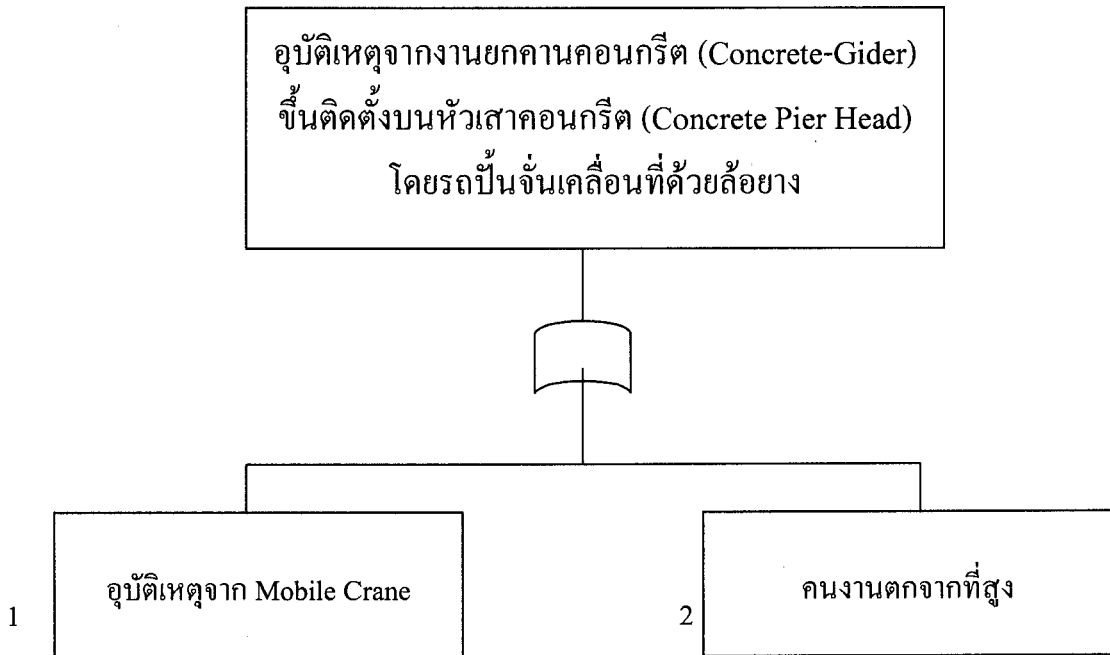 อุบัติเหตุจากงานยกคานคอนกรีต (Concrete-Gider)
ขึ้นติดตั้งบนหัวเสาคอนกรีต (Concrete Pier Head)
โดยรถปั้นจั่นเคลื่อนที่ด้วยล้อยาง
อุบัติเหตุจาก Mobile Crane
1
คนงานตกจากที่สูง
2